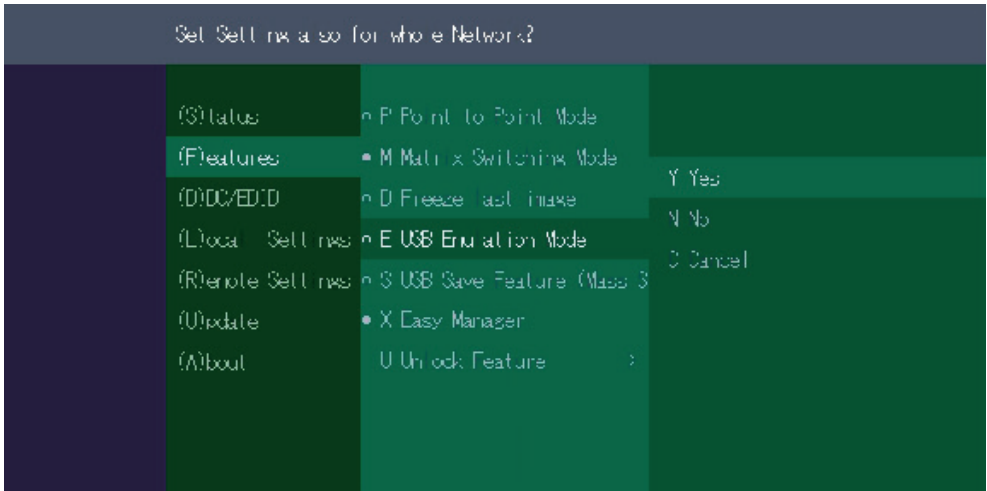 Set Settings also for whole Network?
(S)tatus
(F)eatures
(D)DC/EDID
(L)ocal Settings
(R)emote Settings
(U)pdate
(A)bout
P Point to Point Mode
M Matrix Switching Mode
D Freeze last image
E USB Emulation Mode
S USB Save Feature (Mass S
X Easy Manager
U Unlock Feature >
Y Yes
N No
C Cancel